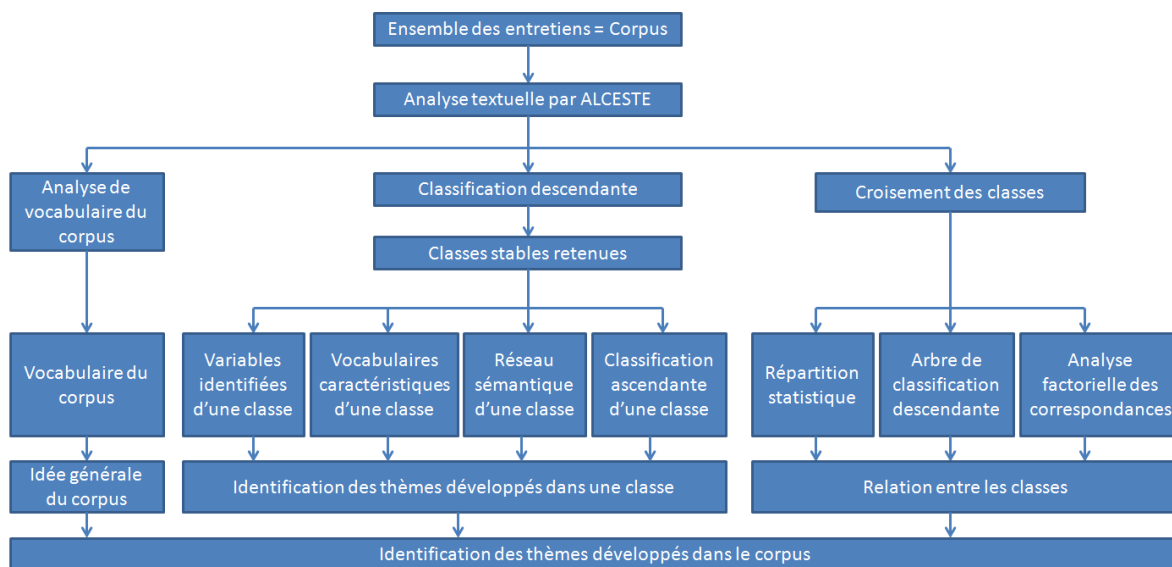 Ensemble des entretiens = Corpus
Analyse textuelle par ALCESTE
Analyse de
vocabulaire du
corpus
Classification descendante
Croisement des classes
Classes stables retenues
Vocabulaire du
corpus
Variables
identifiées
d’une classe
Vocabulaires
caractéristiques
d’une classe
Réseau
sémantique
d’une classe
Classification
ascendante
d’une classe
Répartition
statistique
Arbre de
classification
descendante
Analyse
factorielle des
correspondances
Idée générale
du corpus
Identification des thèmes développés dans une classe
Relation entre les classes
Identification des thèmes développés dans le corpus